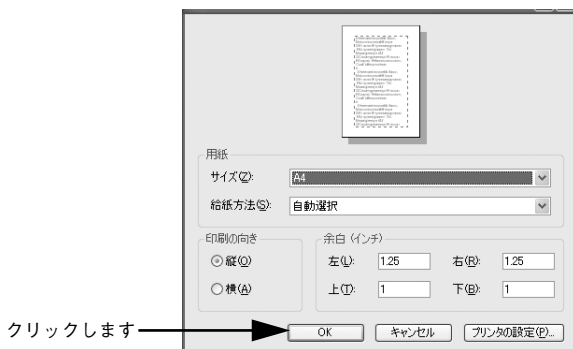 用紙
サイズ(Z): A4
給紙方法(S): 自動選択
印刷の向き
縦(O)
横(A)
余白 (インチ)
左(L): 1.25 右(R): 1.25
上(T): 1 下(B): 1
クリックします OK キャンセル プリンタの設定(P)...